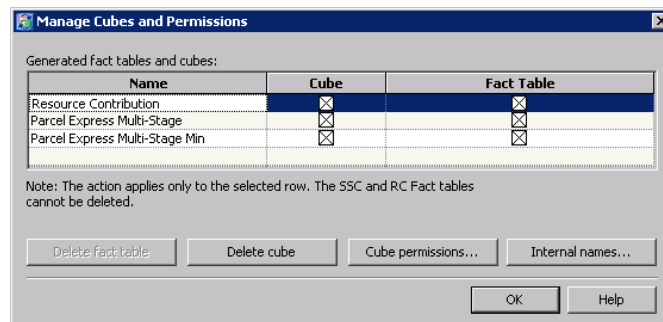 Manage Cubes and Permissions
Generated fact tables and cubes:
Name Cube Fact Table
Resource Contribution
Parcel Express Multi-Stage
Parcel Express Multi-Stage Min
Note: The action applies only to the selected row. The SSC and RC Fact tables
cannot be deleted.
Delete fact table Delete cube Cube permissions... Internal names...
OK Help